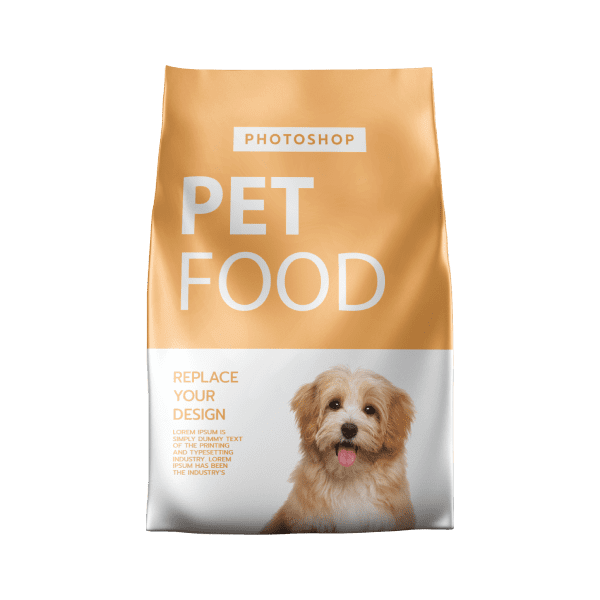 PHOTOSHOP
PET
FOOD
REPLACE
YOUR
DESIGN
LOREM IPSUM IS
SIMPLY DUMMY TEXT
OF THE PRINTING
AND TYPESETTING
INDUSTRY. LOREM
IPSUM HAS BEEN
THE INDUSTRY'S